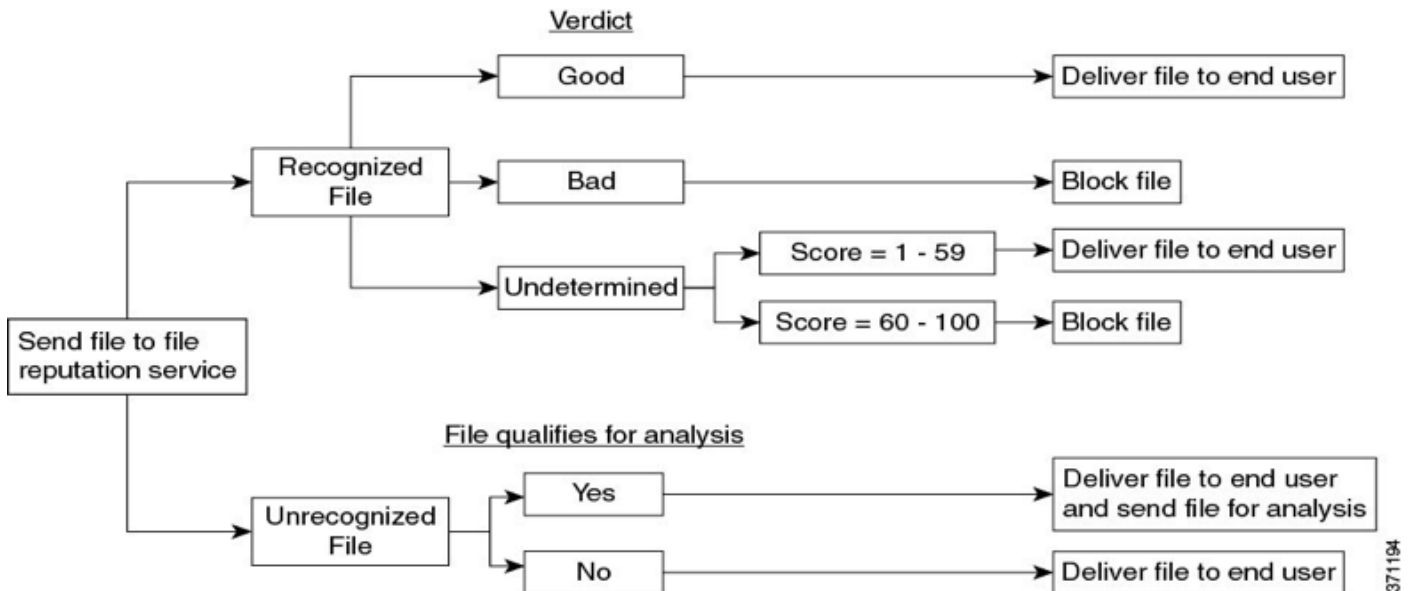 Verdict
Good
Deliver file to end user
Recognized
File
Bad
Block file
Undetermined
Score = 1 - 59
Deliver file to end user
Score = 60 - 100
Block file
Send file to file
reputation service
File qualifies for analysis
Unrecognized
File
Yes
Deliver file to end user
and send file for analysis
No
Deliver file to end user
371194